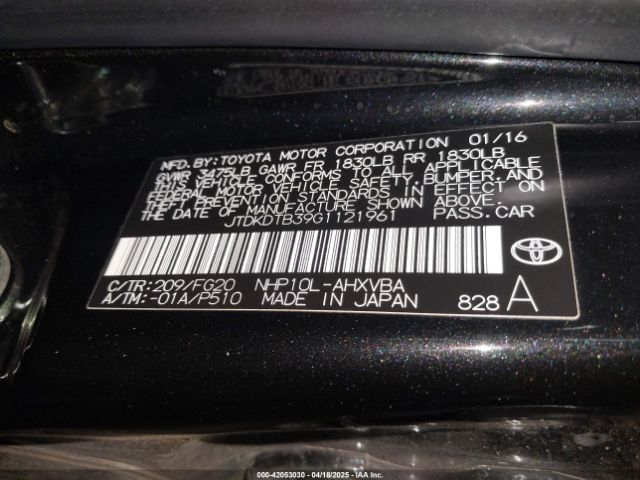 MFD.BY:TOYOTA MOTOR CORPORATION 01/16
GVWR 3475LB GAWR FR 1830LB RR 1830LB
THIS VEHICLE CONFORMS TO ALL APPLICABLE
FEDERAL MOTOR VEHICLE SAFETY, BUMPER, AND
THEFT PREVENTION STANDARDS IN EFFECT ON
THE DATE OF MANUFACTURE SHOWN ABOVE.
JTDKDTB39G1121961 PASS.CAR
C/TR:209/FG20 NHP10L-AHXVBA
A/TM:-01A/P510 MADE IN JAPAN 828 A
TOYOTA
000-42053030 - 04/18/2025 - IAA Inc.